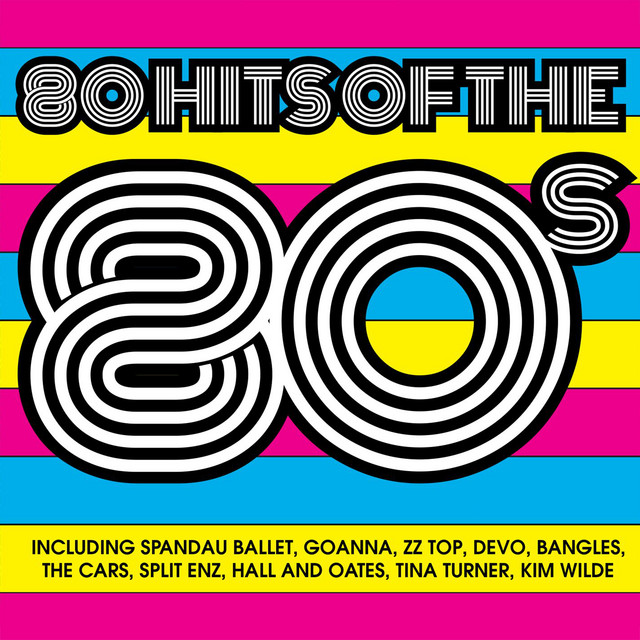 80 HITS OF THE
80s
INCLUDING SPANDAU BALLET, GOANNA, ZZ TOP, DEVO, BANGLES,
THE CARS, SPLIT ENZ, HALL AND OATES, TINA TURNER, KIM WILDE